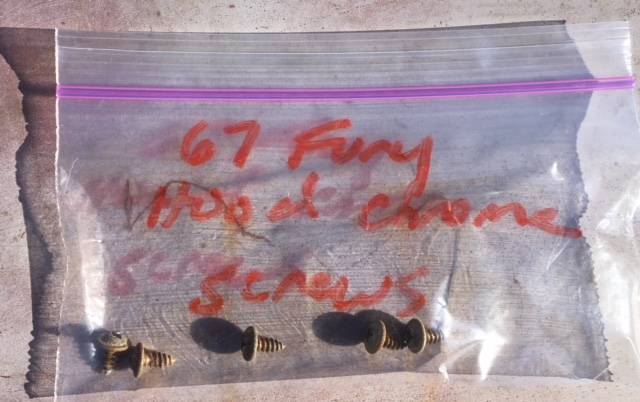 67 Fury
Hood chrome
screws